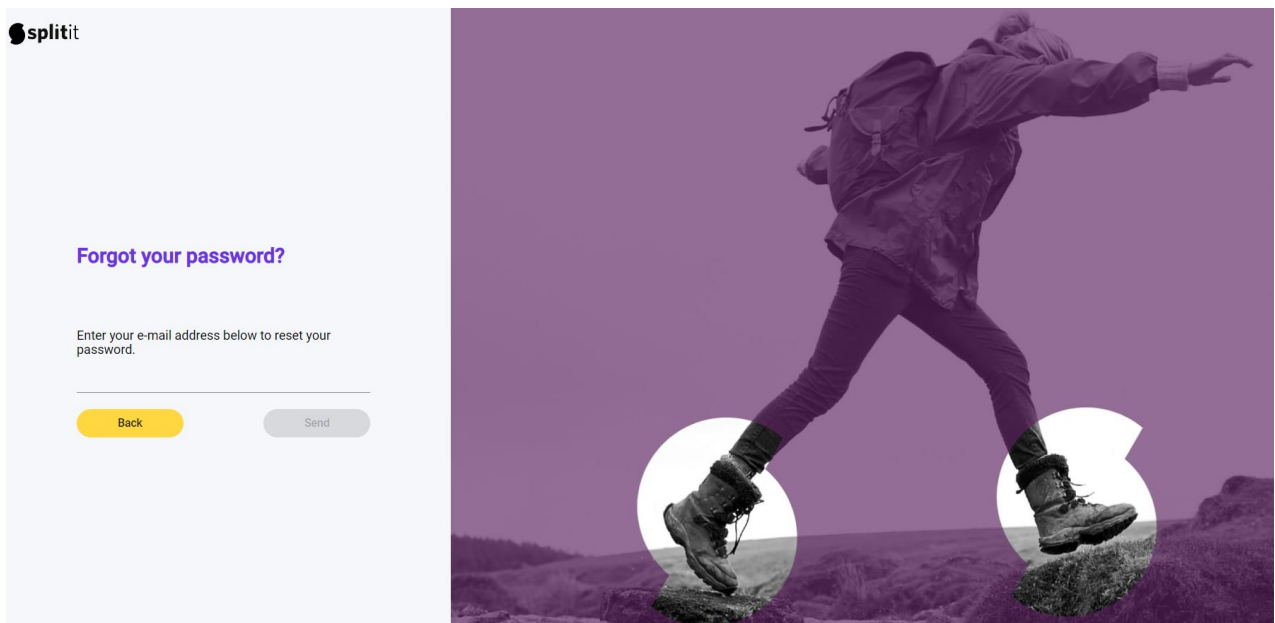 splitit
Forgot your password?
Enter your e-mail address below to reset your
password.
Back
Send